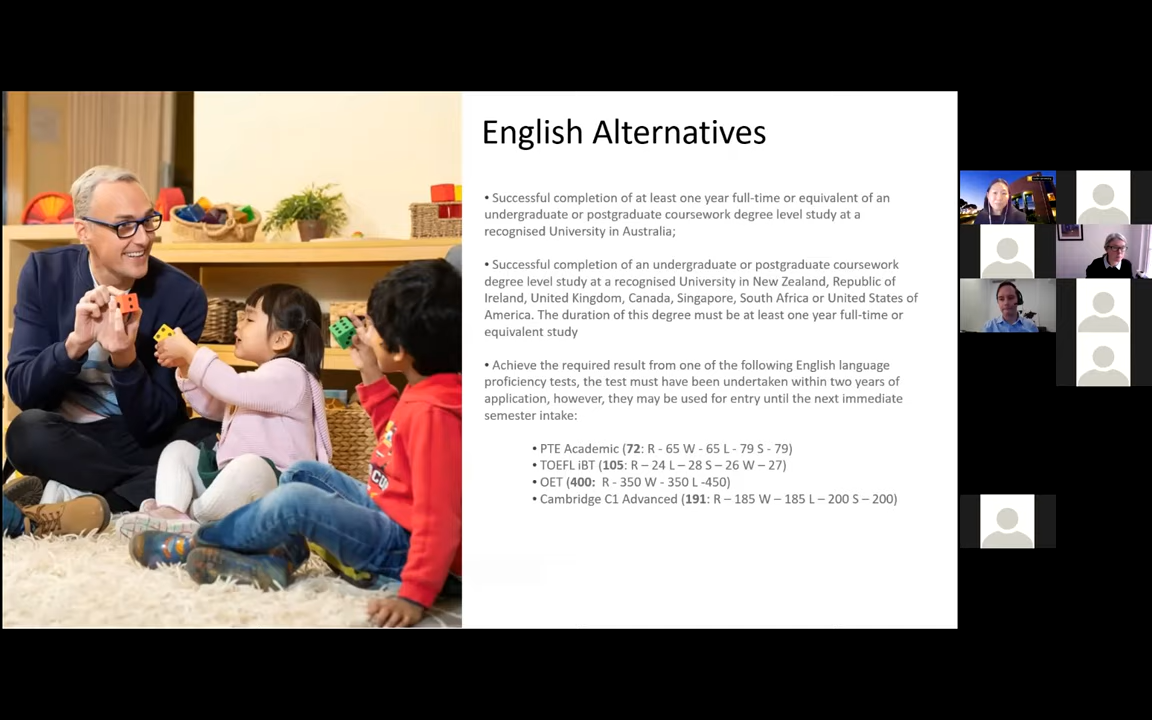 English Alternatives
• Successful completion of at least one year full-time or equivalent of an
undergraduate or postgraduate coursework degree level study at a
recognised University in Australia;
• Successful completion of an undergraduate or postgraduate coursework
degree level study at a recognised University in New Zealand, Republic of
Ireland, United Kingdom, Canada, Singapore, South Africa or United States of
America. The duration of this degree must be at least one year full-time or
equivalent study
• Achieve the required result from one of the following English language
proficiency tests, the test must have been undertaken within two years of
application, however, they may be used for entry until the next immediate
semester intake:
• PTE Academic (72: R - 65 W - 65 L - 79 S - 79)
• TOEFL iBT (105: R – 24 L – 28 S – 26 W – 27)
• OET (400:  R - 350 W - 350 L -450)
• Cambridge C1 Advanced (191: R – 185 W – 185 L – 200 S – 200)